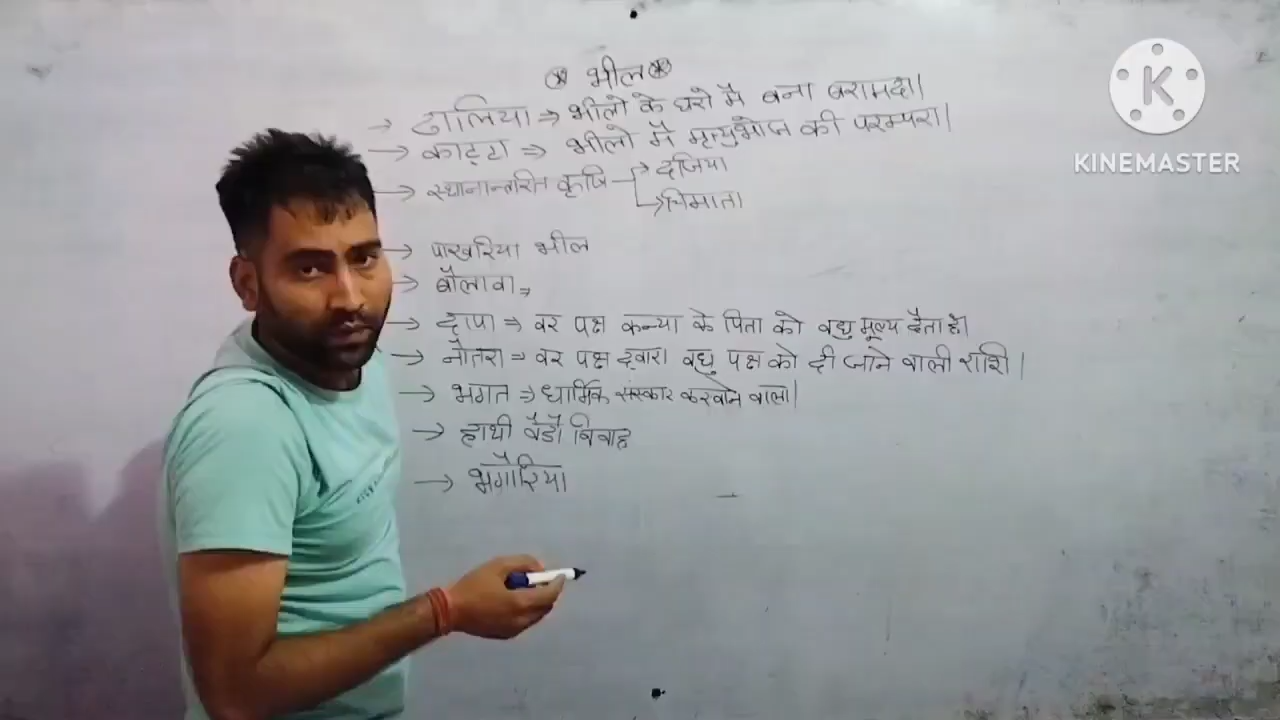 * भील *
→ ढालिया ⇒ भीलो के घरो मै बना बरामदा।
→ काट्टा ⇒ भीलो मै मृत्युभोज की परम्परा।
→ स्थानान्तरित कृषि → दजिया
→ चिमाता
→ पाखरिया भील
→ बौलावा ⇒
→ दापा ⇒ वर पक्ष कन्या के पिता को वधु मूल्य देता है।
→ नौतरा ⇒ वर पक्ष द्वारा वधु पक्ष को दी जाने वाली राशि।
→ भगत ⇒ धार्मिक संस्कार करवाने वाला।
→ हाथी वैडौ विवाह
→ भगौरिया
KINEMASTER